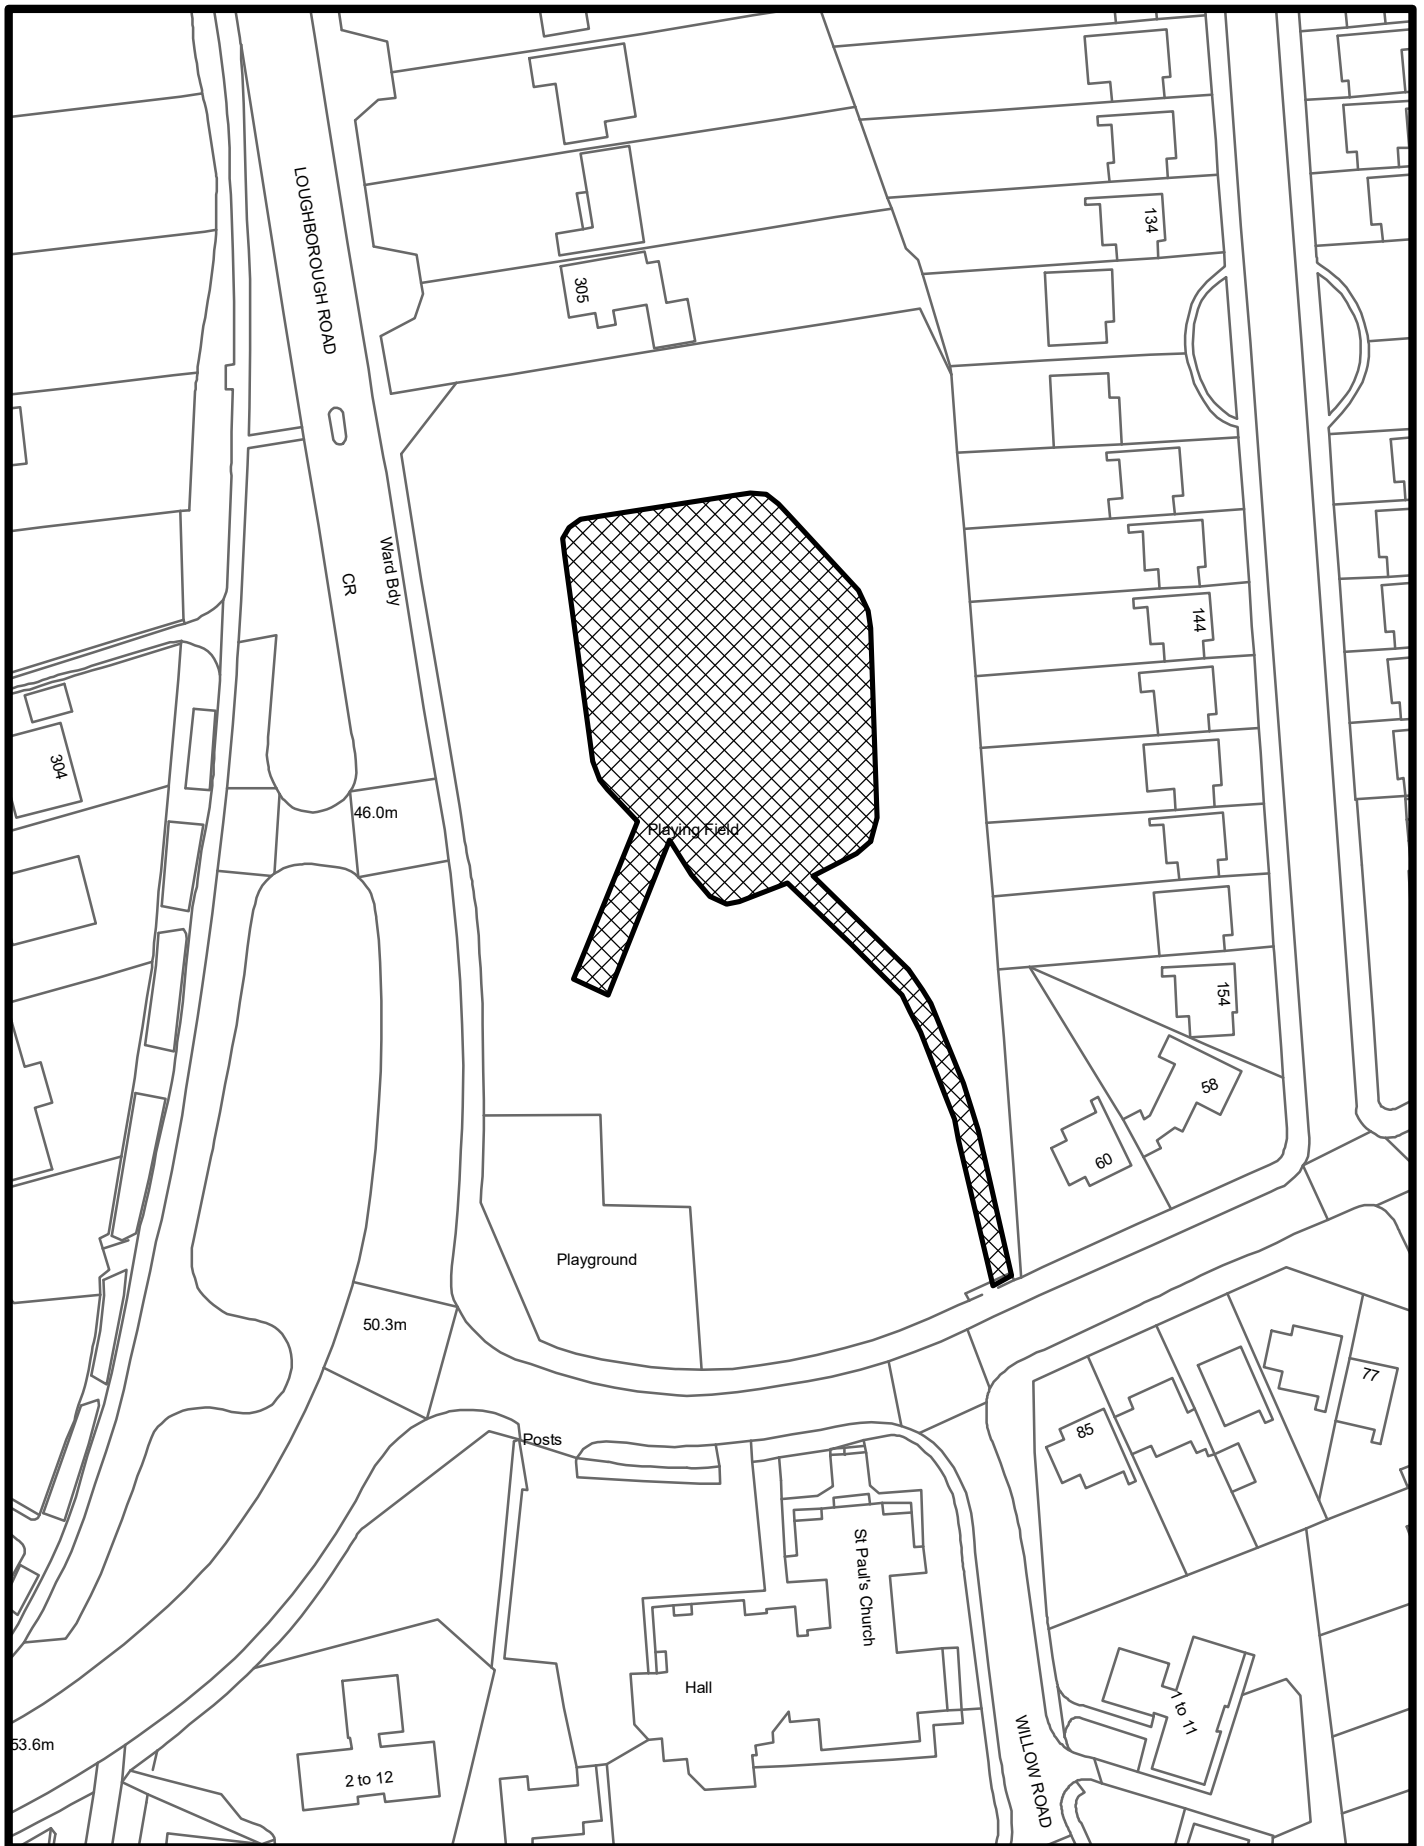 LOUGHBOROUGH ROAD
134
305
Ward Bdy
CR
144
304
46.0m
Playing Field
154
58
60
Playground
50.3m
77
85
Posts
St Paul's Church
Hall
1 to 11
WILLOW ROAD
53.6m
2 to 12